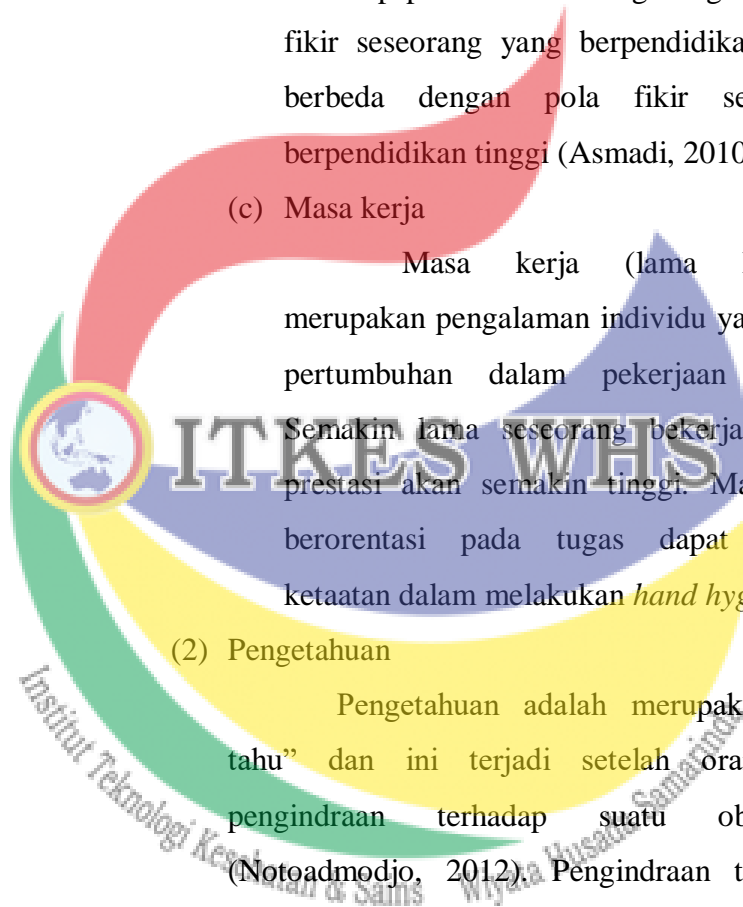 fikir seseorang yang berpendidika
berbeda dengan pola fikir se
berpendidikan tinggi (Asmadi, 2010
(c) Masa kerja
Masa kerja (lama
merupakan pengalaman individu ya
pertumbuhan dalam pekerjaan
ITKES WHS
Semakin lama seseorang bekerja
prestasi akan semakin tinggi. Ma
berorentasi pada tugas dapat
ketaatan dalam melakukan hand hyg
(2) Pengetahuan
Pengetahuan adalah merupak
tahu” dan ini terjadi setelah ora
pengindraan terhadap suatu ob
(Notoadmodjo, 2012). Pengindraan t
Institut Teknologi Kesehatan & Sains Wiyata Husada Samarinda